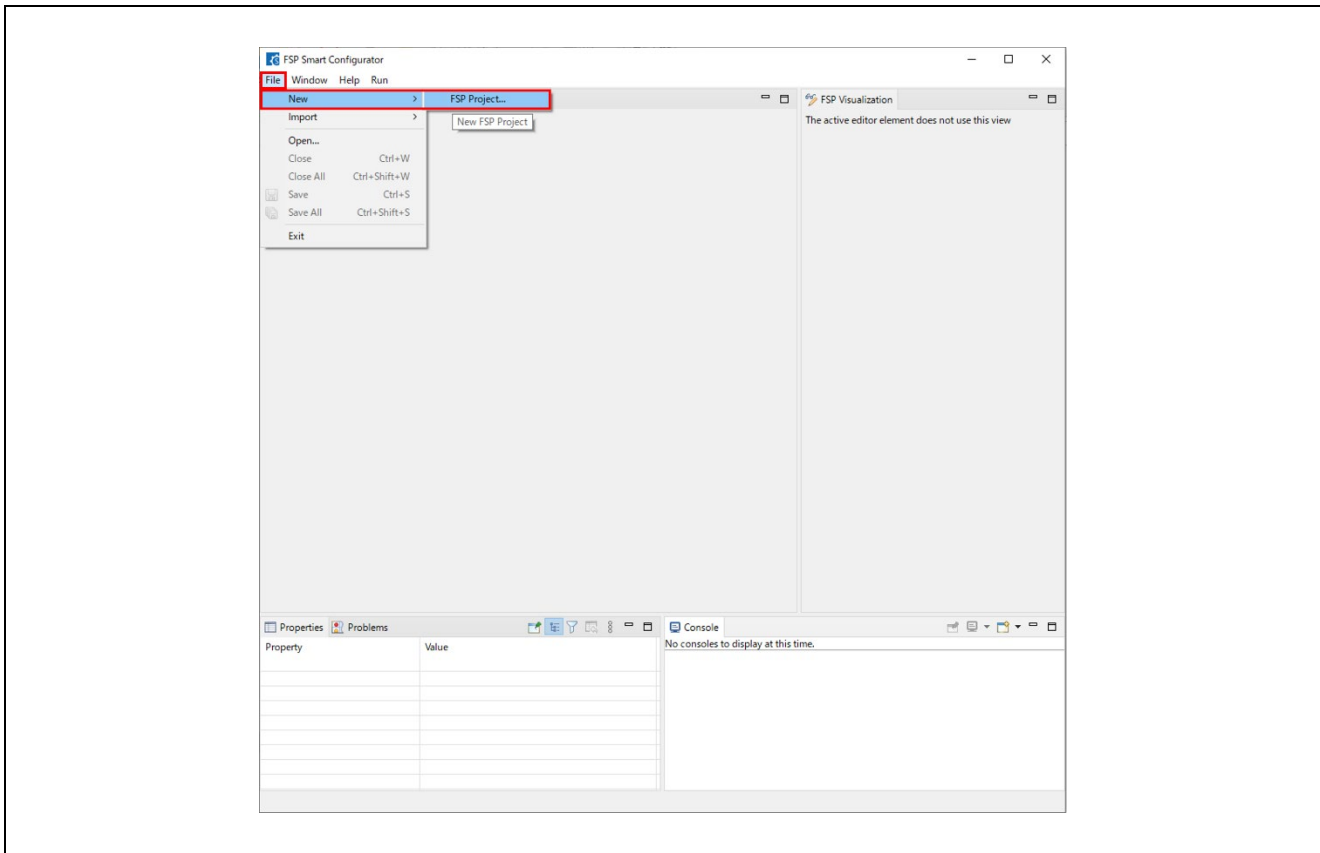 FSP Smart Configurator
File Window Help Run
New > FSP Project...
FSP Visualization
Import >
New FSP Project
The active editor element does not use this view
Open...
Close Ctrl+W
Close All Ctrl+Shift+W
Save Ctrl+S
Save All Ctrl+Shift+S
Exit
Properties Problems
Console
Property Value
No consoles to display at this time.